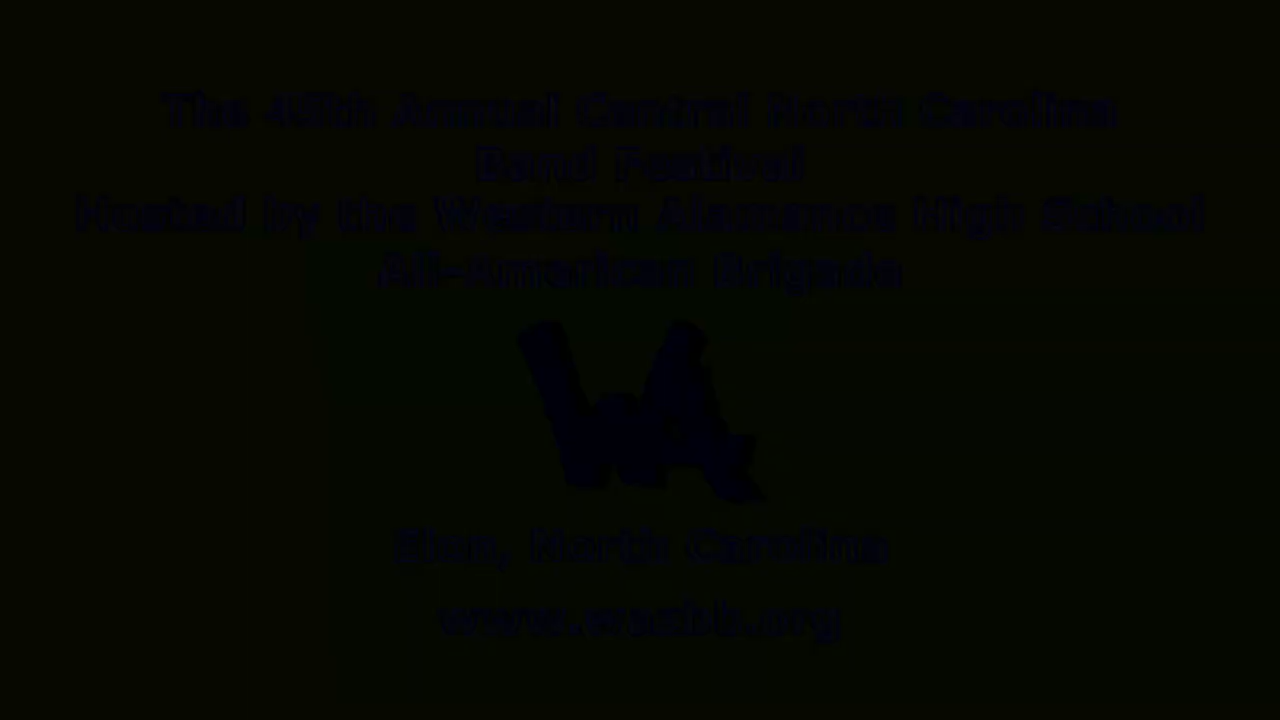 The Annual Central North Carolina
Band Festival
Hosted by the Western Alamance High School
All-American Brigade
WA
Elon, North Carolina